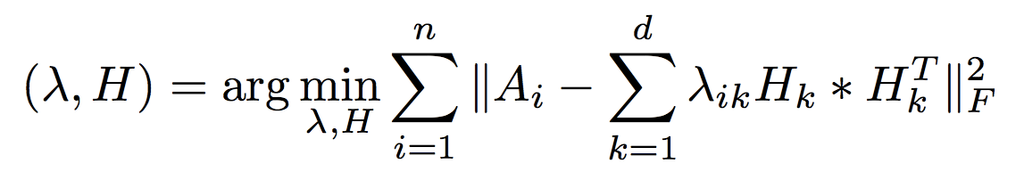 (λ, H) = arg min_{λ,H} ∑_{i=1}^{n} ‖A_i − ∑_{k=1}^{d} λ_{ik} H_k * H_k^T‖_F^2